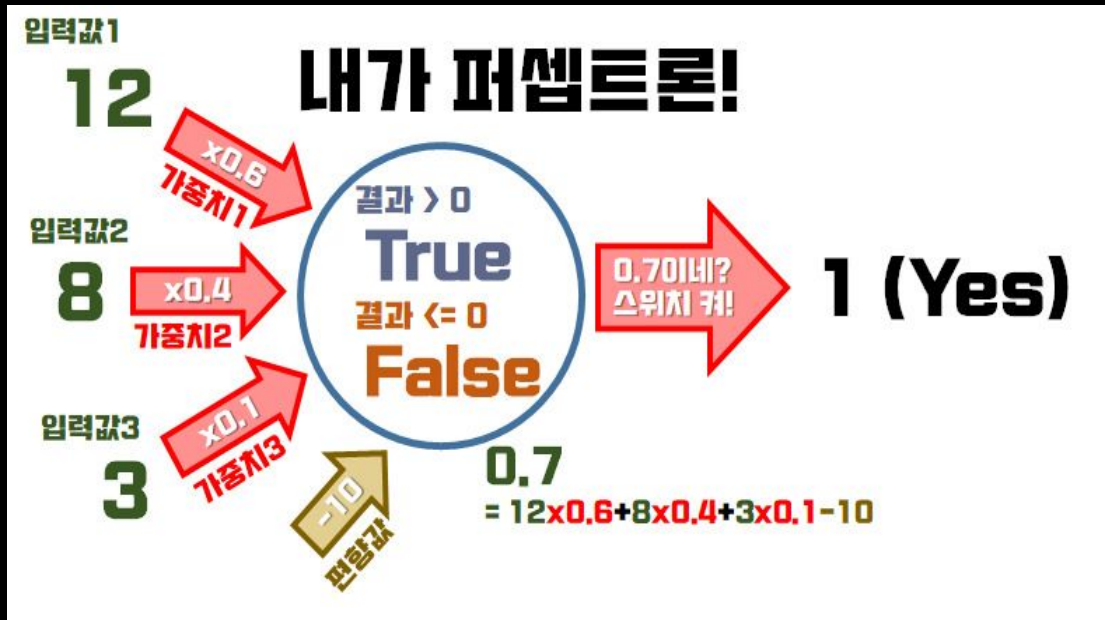 입력값1
12
내가 퍼셉트론!
x0.6
가중치1
입력값2
8
x0.4
가중치2
입력값3
3
x0.1
가중치3
-10
편향값
결과 > 0
True
결과 <= 0
False
0.7이네?
스위치 켜!
1 (Yes)
0.7
= 12x0.6+8x0.4+3x0.1-10